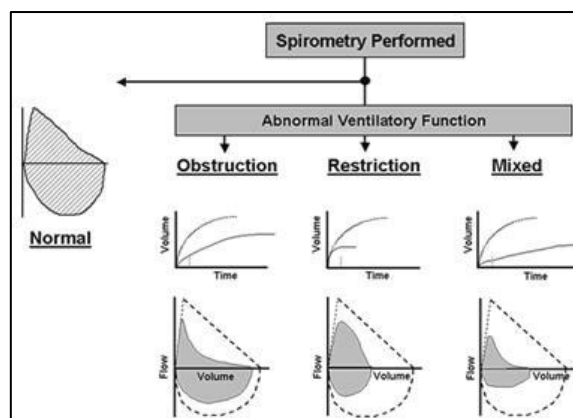 Spirometry Performed
Abnormal Ventilatory Function
Obstruction
Restriction
Mixed
Normal
Volume
Time
Volume
Time
Volume
Time
Flow
Volume
Flow
Volume
Flow
Volume